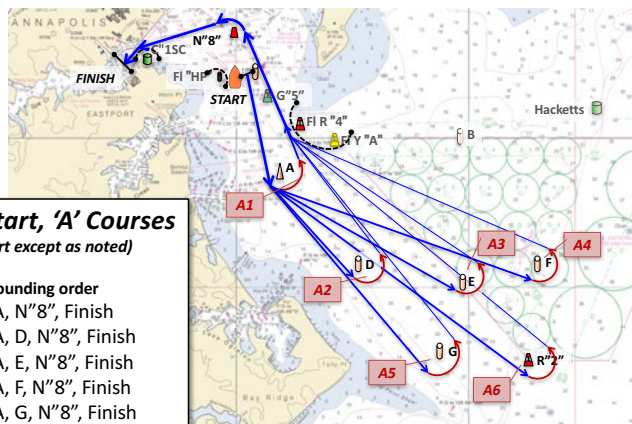 ANNAPOLIS
N"8"
"1SC
FINISH
Fl "HP
START
G"5"
Fl R "4"
Hacketts
EASTPORT
Fl Y "A"
B
A
A1
tart, 'A' Courses
rt except as noted)
ounding order
A, N"8", Finish
A, D, N"8", Finish
A, E, N"8", Finish
A, F, N"8", Finish
A, G, N"8", Finish
A3
A4
D
F
A2
E
G
R"2"
A5
A6
Bay Ridge